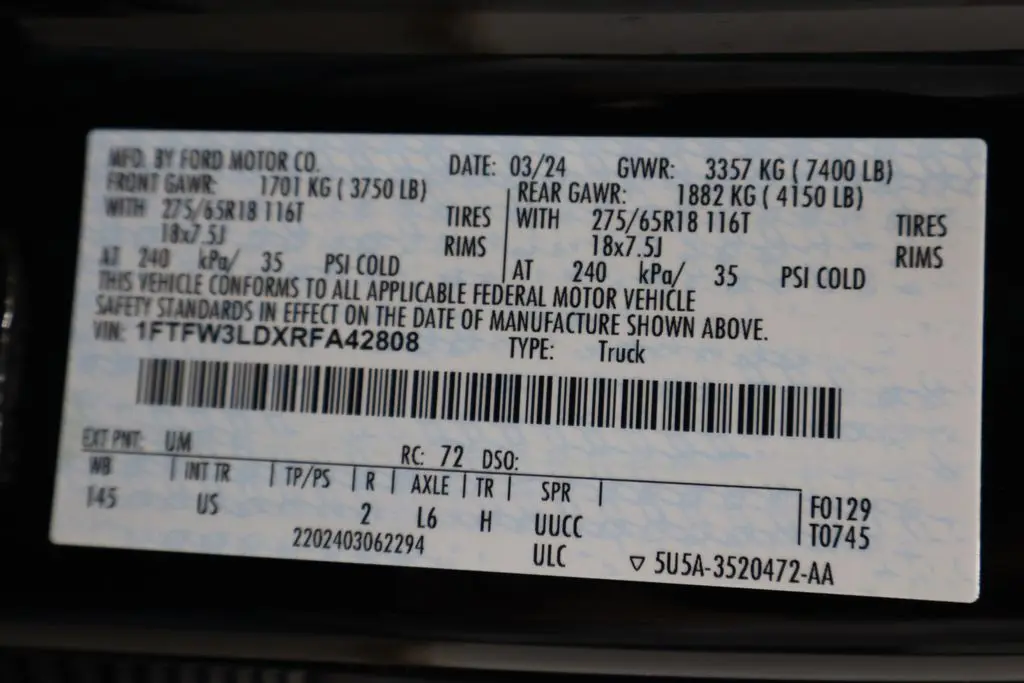 MFD. BY FORD MOTOR CO. DATE: 03/24 GVWR: 3357 KG ( 7400 LB)
FRONT GAWR: 1701 KG ( 3750 LB) REAR GAWR: 1882 KG ( 4150 LB)
WITH 275/65R18 116T TIRES WITH 275/65R18 116T TIRES
18x7.5J RIMS 18x7.5J RIMS
AT 240 kPa/ 35 PSI COLD AT 240 kPa/ 35 PSI COLD
THIS VEHICLE CONFORMS TO ALL APPLICABLE FEDERAL MOTOR VEHICLE
SAFETY STANDARDS IN EFFECT ON THE DATE OF MANUFACTURE SHOWN ABOVE.
VIN: 1FTFW3LDXRFA42808 TYPE: Truck
EXT PNT: UM RC: 72 DSO:
WB INT TR TP/PS R AXLE TR SPR F0129
145 US 2 L6 H UUCC T0745
2202403062294 ULC ▽ 5U5A-3520472-AA